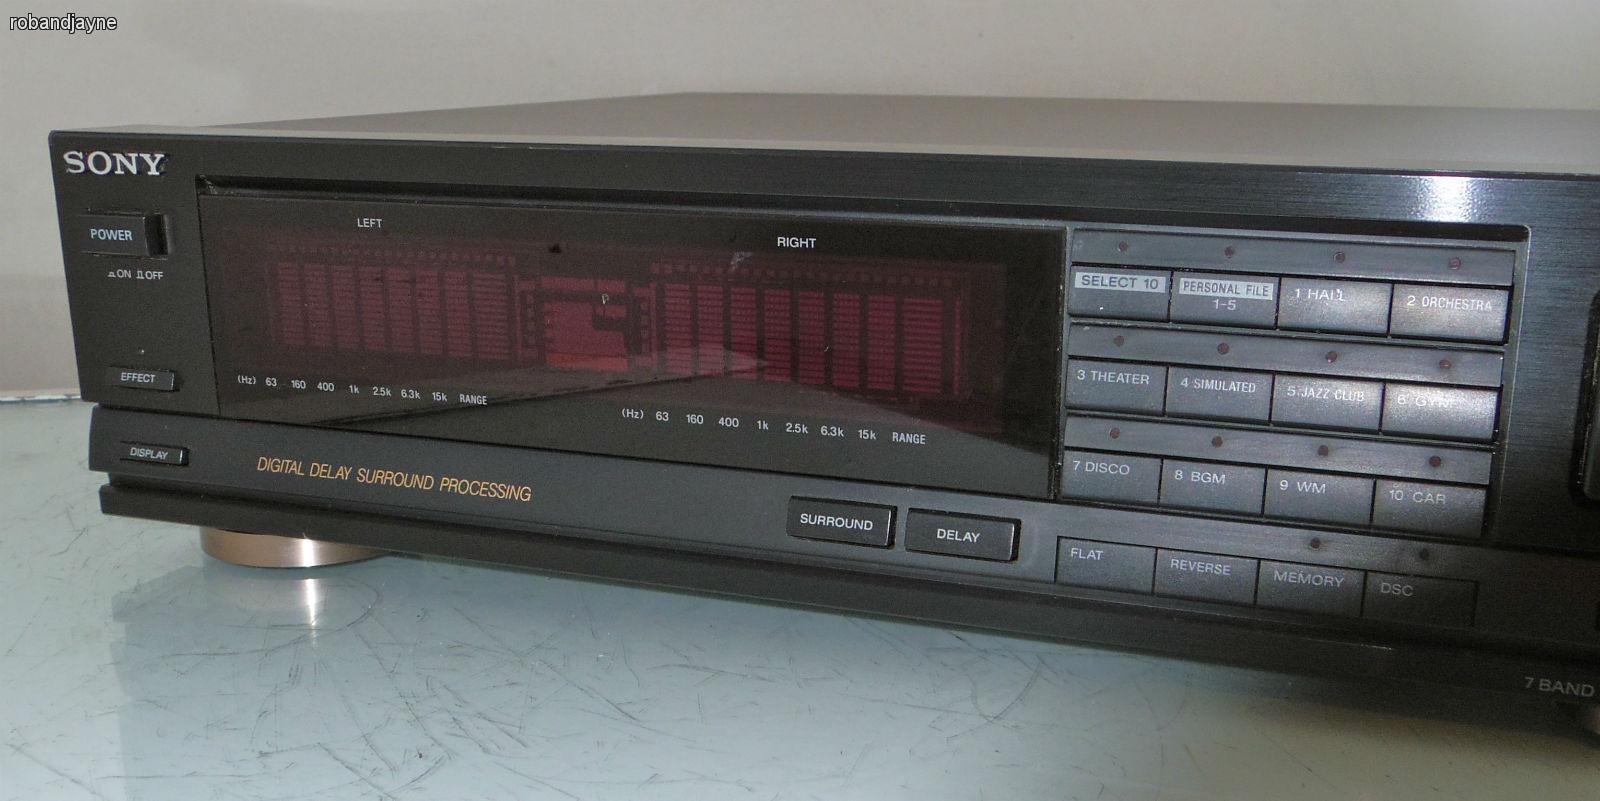 robandjayne
SONY
POWER
ON OFF
EFFECT
DISPLAY
LEFT
RIGHT
(Hz) 63 160 400 1k 2.5k 6.3k 15k RANGE
(Hz) 63 160 400 1k 2.5k 6.3k 15k RANGE
DIGITAL DELAY SURROUND PROCESSING
SURROUND
DELAY
SELECT 10
PERSONAL FILE
1-5
1 HALL
2 ORCHESTRA
3 THEATER
4 SIMULATED
5 JAZZ CLUB
6 GYM
7 DISCO
8 BGM
9 WM
10 CAR
FLAT
REVERSE
MEMORY
DSC
7 BAND